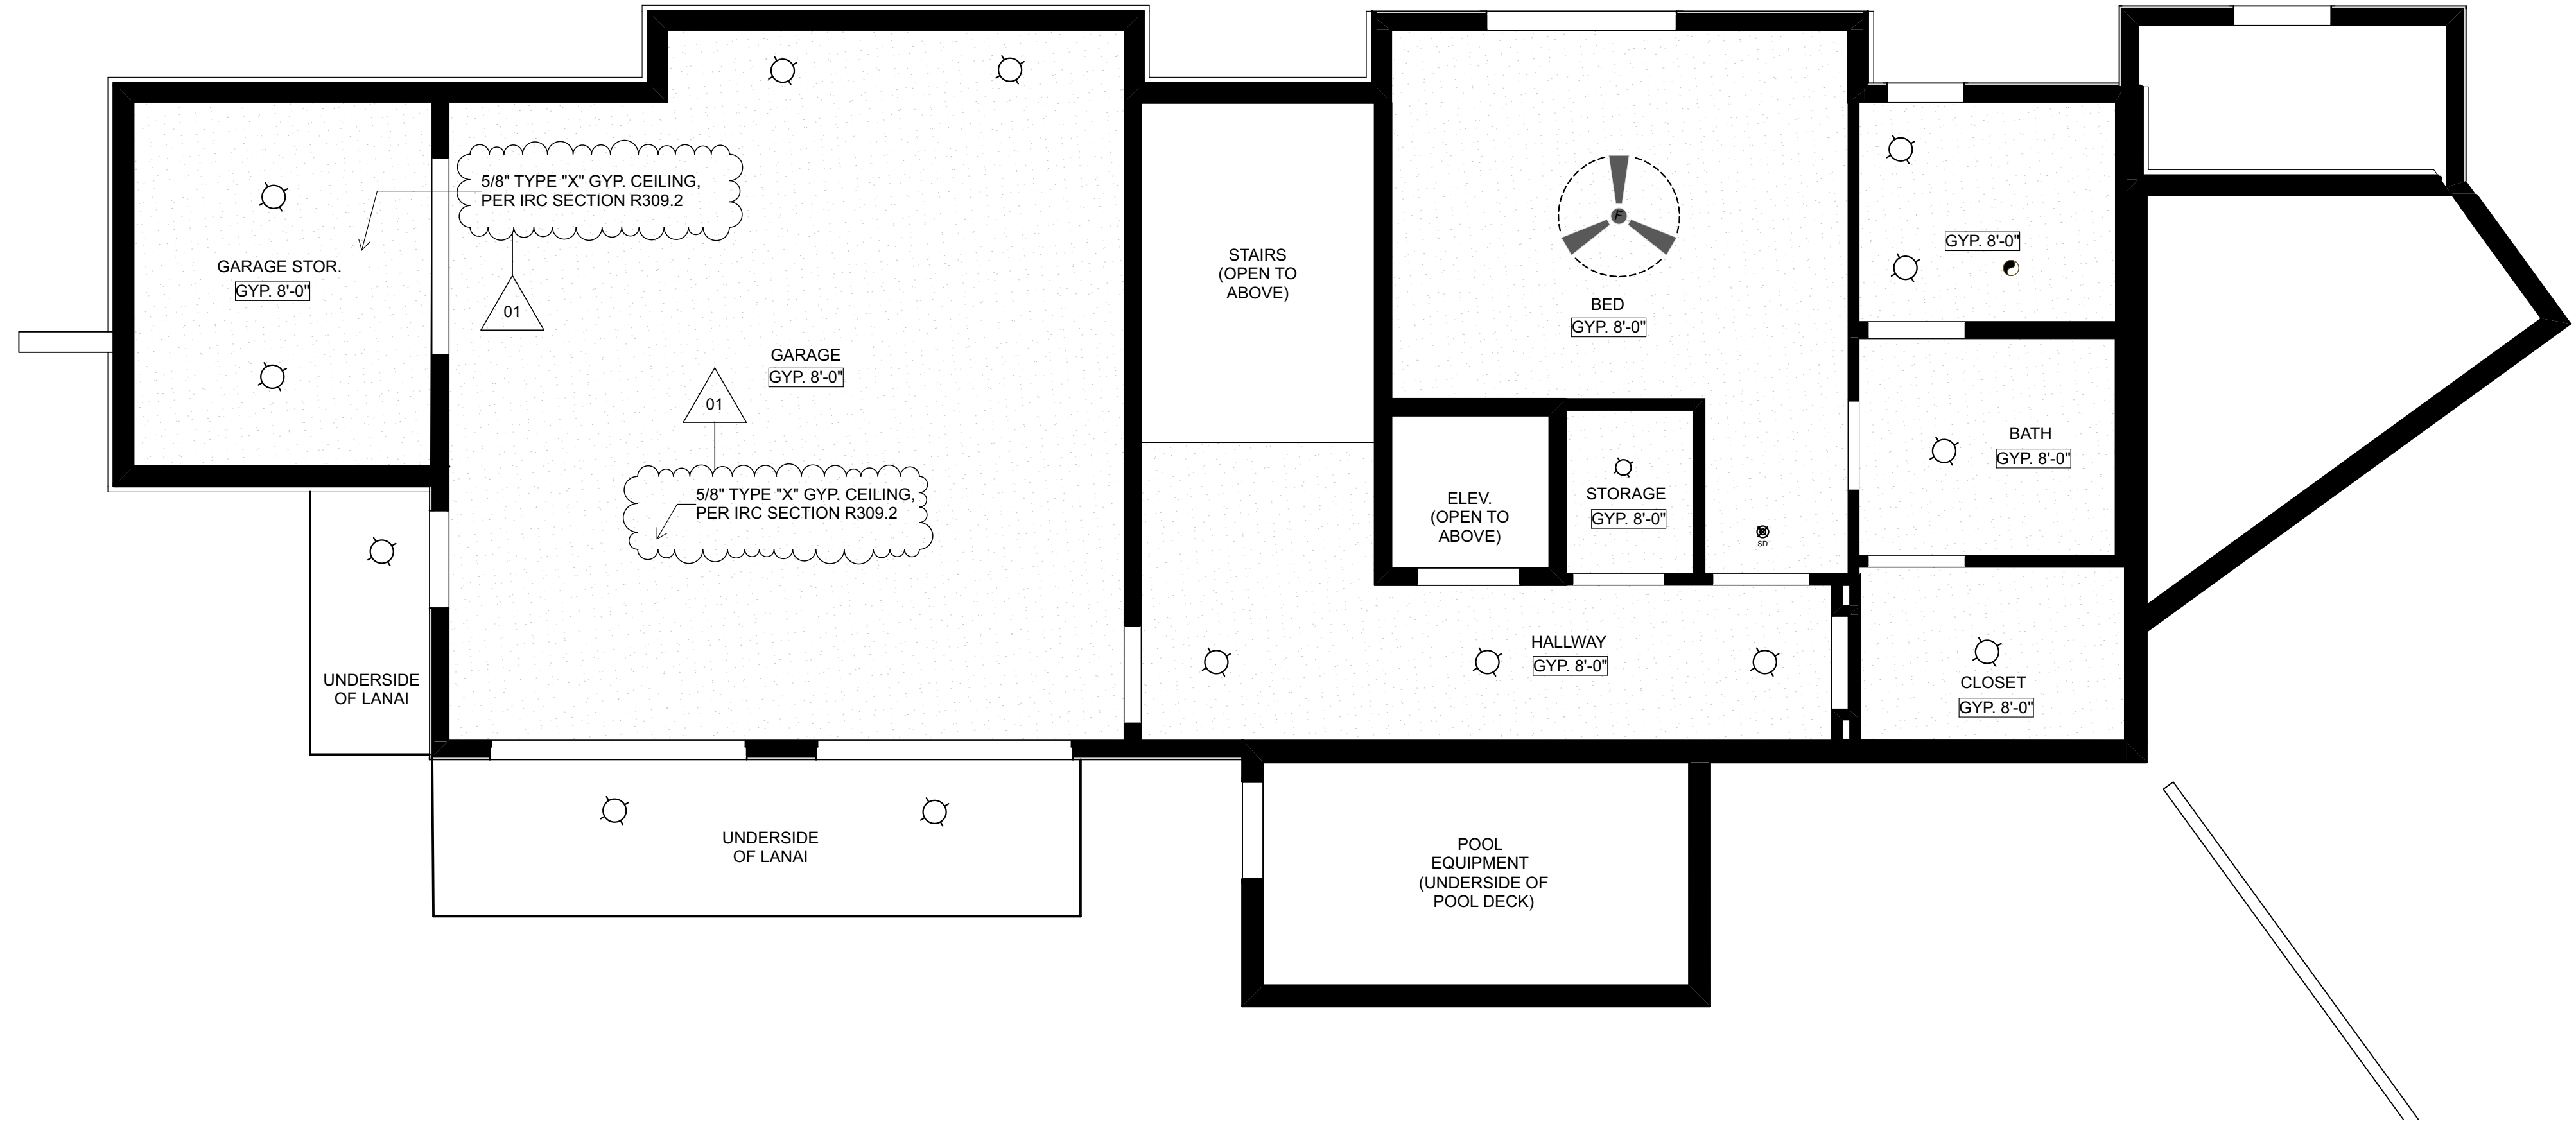 5/8" TYPE "X" GYP. CEILING,
PER IRC SECTION R309.2
01
GARAGE STOR.
GYP. 8'-0"
GARAGE
GYP. 8'-0"
01
5/8" TYPE "X" GYP. CEILING,
PER IRC SECTION R309.2
UNDERSIDE
OF LANAI
UNDERSIDE
OF LANAI
STAIRS
(OPEN TO
ABOVE)
F
BED
GYP. 8'-0"
GYP. 8'-0"
BATH
GYP. 8'-0"
ELEV.
(OPEN TO
ABOVE)
STORAGE
GYP. 8'-0"
SD
HALLWAY
GYP. 8'-0"
CLOSET
GYP. 8'-0"
POOL
EQUIPMENT
(UNDERSIDE OF
POOL DECK)